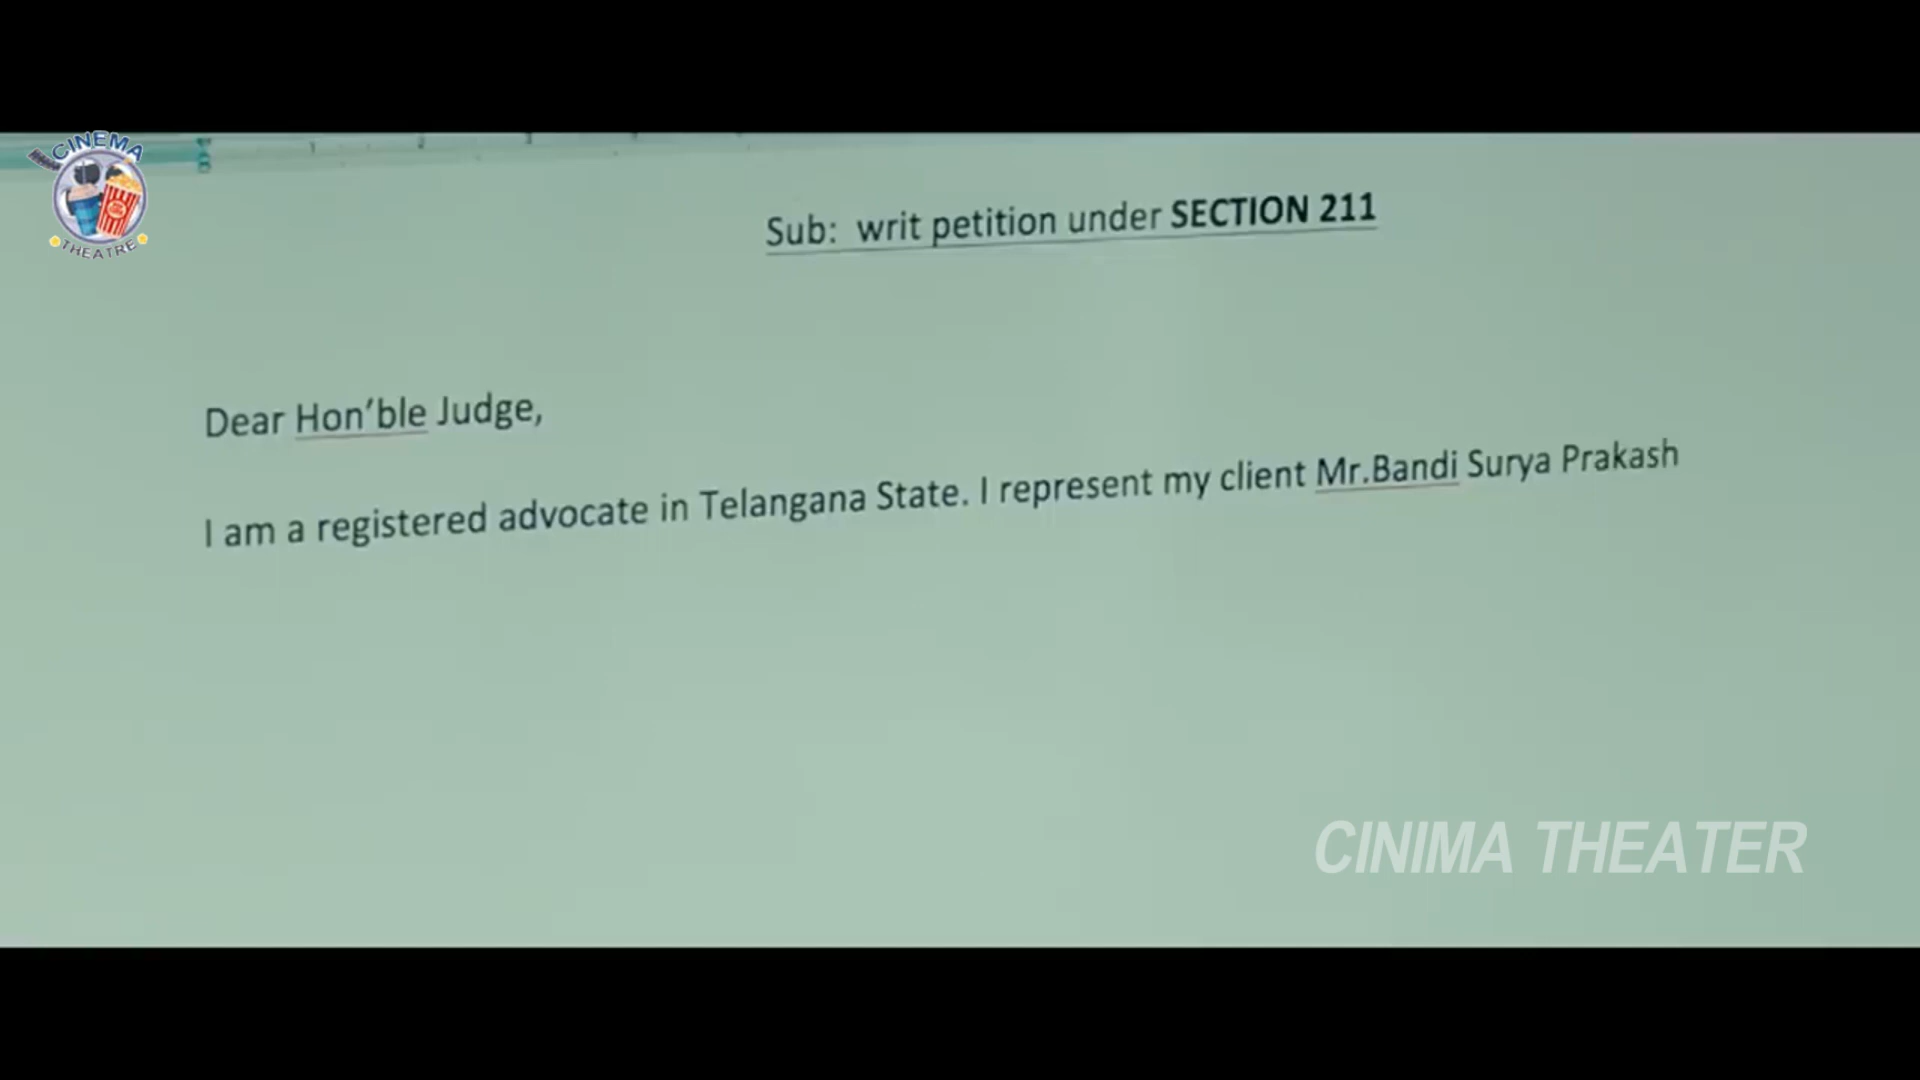 CINEMA
THEATRE
Sub: writ petition under SECTION 211
Dear Hon'ble Judge,
I am a registered advocate in Telangana State. I represent my client Mr.Bandi Surya Prakash
CINIMA THEATER